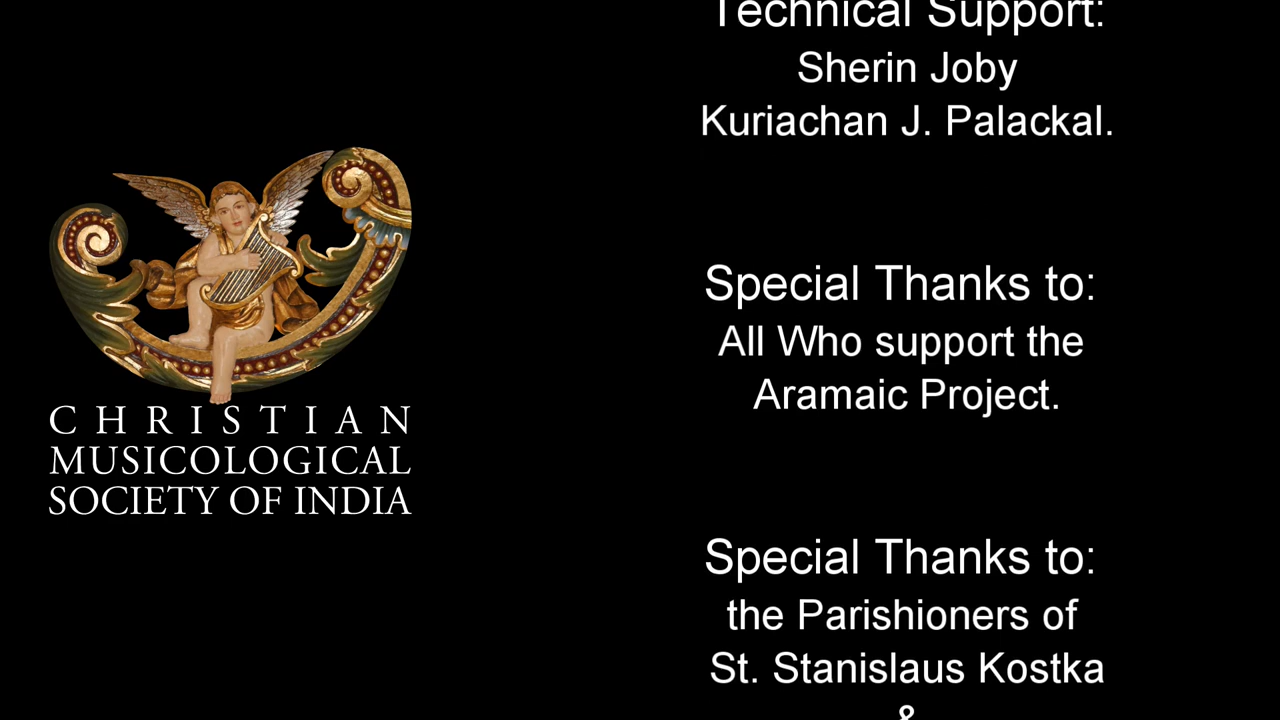 Technical Support:
Sherin Joby
Kuriachan J. Palackal.
Special Thanks to:
All Who support the
Aramaic Project.
Special Thanks to:
the Parishioners of
St. Stanislaus Kostka
&
CHRISTIAN
MUSICOLOGICAL
SOCIETY OF INDIA